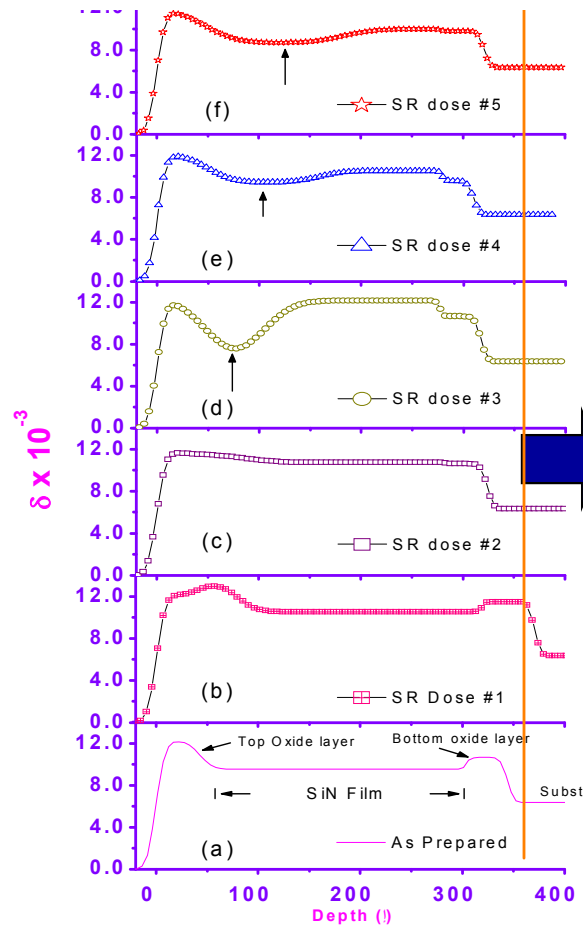 δ x 10⁻³
12.0
8.0
4.0
0.0
(f)
SR dose #5
12.0
8.0
4.0
0.0
(e)
SR dose #4
12.0
8.0
4.0
0.0
(d)
SR dose #3
12.0
8.0
4.0
0.0
(c)
SR dose #2
12.0
8.0
4.0
0.0
(b)
SR Dose #1
12.0
8.0
4.0
0.0
Top Oxide layer
Bottom oxide layer
SiN Film
Subst
(a)
As Prepared
0 100 200 300 400
Depth (!)